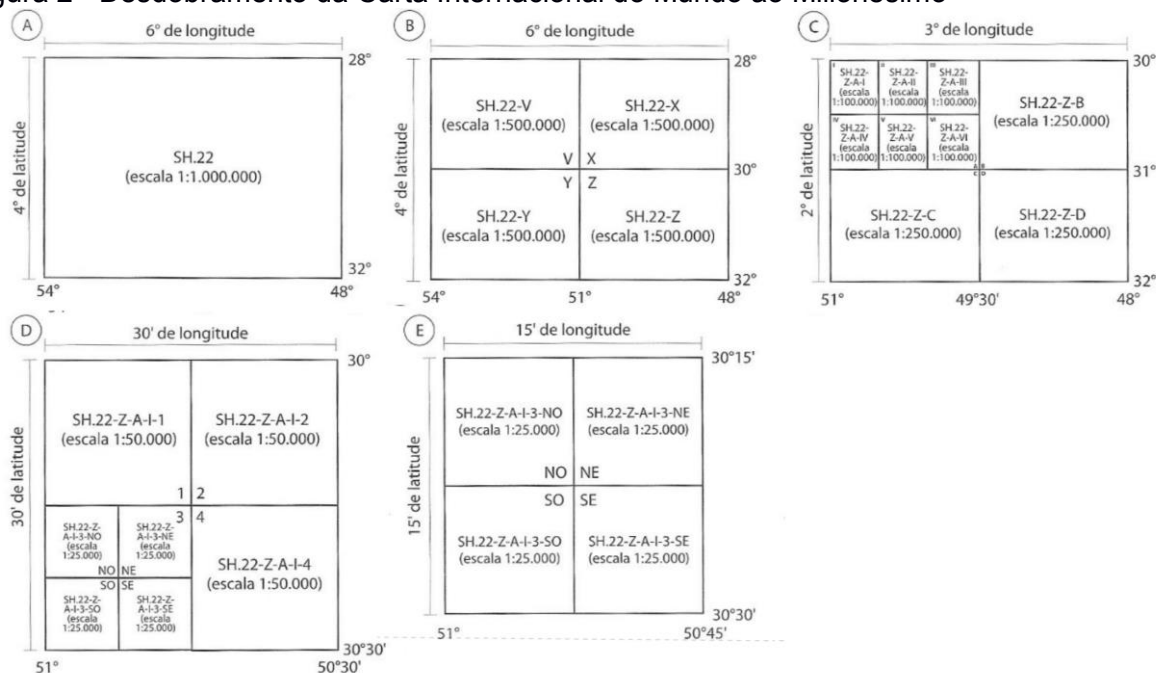 Figura 2 - Desdobramento da Carta Internacional do Mundo ao Milionésimo
A
6° de longitude
4° de latitude
28°
SH.22
(escala 1:1.000.000)
32°
54°
48°
B
6° de longitude
4° de latitude
28°
SH.22-V
(escala 1:500.000)
SH.22-X
(escala 1:500.000)
V
X
30°
Y
Z
SH.22-Y
(escala 1:500.000)
SH.22-Z
(escala 1:500.000)
32°
54°
51°
48°
C
3° de longitude
2° de latitude
30°
I
SH.22-
Z-A-I
(escala
1:100.000)
II
SH.22-
Z-A-II
(escala
1:100.000)
III
SH.22-
Z-A-III
(escala
1:100.000)
IV
SH.22-
Z-A-IV
(escala
1:100.000)
V
SH.22-
Z-A-V
(escala
1:100.000)
VI
SH.22-
Z-A-VI
(escala
1:100.000)
SH.22-Z-B
(escala 1:250.000)
A
B
31°
C
D
SH.22-Z-C
(escala 1:250.000)
SH.22-Z-D
(escala 1:250.000)
32°
51°
49°30'
48°
D
30' de longitude
30' de latitude
30°
SH.22-Z-A-I-1
(escala 1:50.000)
SH.22-Z-A-I-2
(escala 1:50.000)
1
2
3
4
SH.22-Z-
A-I-3-NO
(escala
1:25.000)
SH.22-Z-
A-I-3-NE
(escala
1:25.000)
NO
NE
SO
SE
SH.22-Z-
A-I-3-SO
(escala
1:25.000)
SH.22-Z-
A-I-3-SE
(escala
1:25.000)
SH.22-Z-A-I-4
(escala 1:50.000)
30°30'
51°
50°30'
E
15' de longitude
15' de latitude
30°15'
SH.22-Z-A-I-3-NO
(escala 1:25.000)
SH.22-Z-A-I-3-NE
(escala 1:25.000)
NO
NE
SO
SE
SH.22-Z-A-I-3-SO
(escala 1:25.000)
SH.22-Z-A-I-3-SE
(escala 1:25.000)
30°30'
51°
50°45'